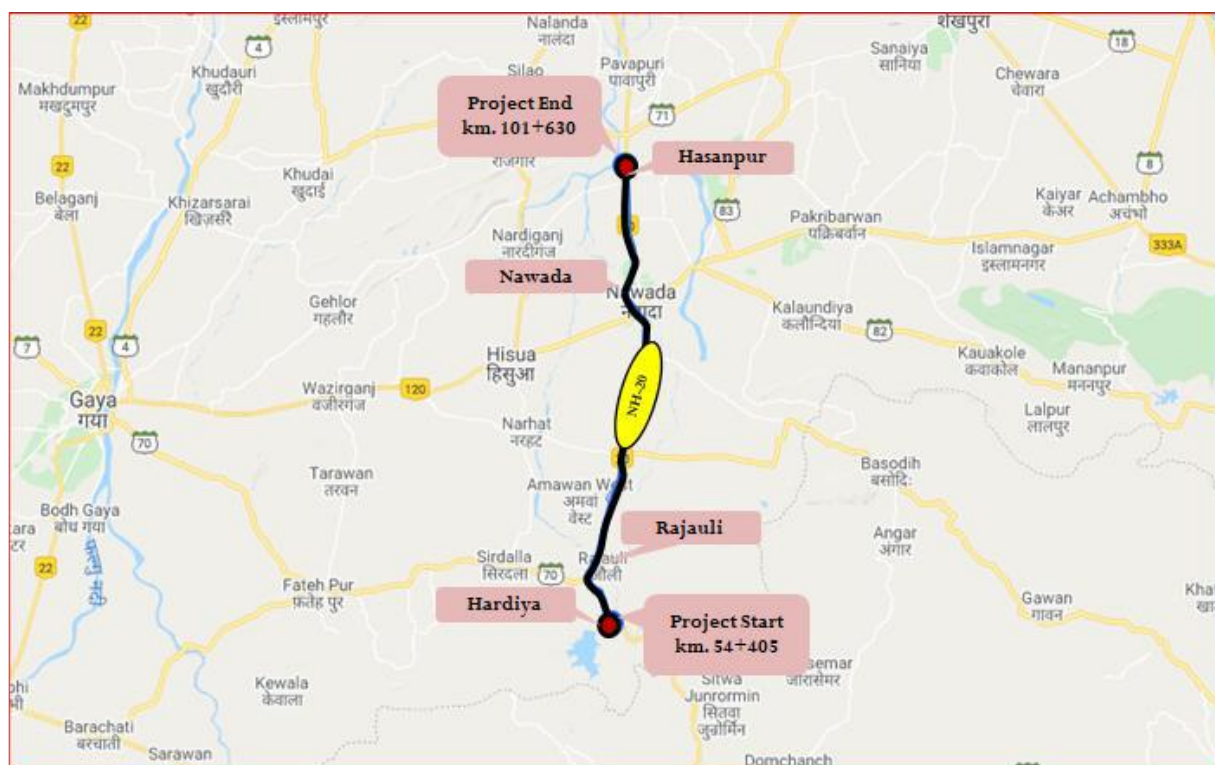 22
इस्लामपुर
4
Nalanda
नालंदा
शेखपुरा
18
Khudauri
खुदौरी
Silao
Pavapuri
पावापुरी
Sanaiya
सानिया
Chewara
चेवारा
Makhdumpur
मखदुमपुर
Project End
km. 101+630
71
राजगीर
Hasanpur
22
Khudai
खुदाई
8
Belaganj
बेला
Khizarsarai
खिज़र्सरै
83
Pakribarwan
पक्रिबर्वान
Kaiyar
केअर
Achambho
अचंभो
Nardiganj
नारदीगंज
Islamnagar
इस्लामनगर
333A
Nawada
Nawada
Gehlor
गहलौर
Kalaundiya
कलौन्दिया
22
7
4
82
Hisua
हिसुआ
Kauakole
कवाकोल
Mananpur
मननपुर
Gaya
गया
Wazirganj
वजीरगंज
120
NH-20
Narhat
नरहट
Lalpur
लालपुर
70
Tarawan
तरवन
Basodih
Amawan West
अमवां
वेस्ट
Bodh Gaya
बोध गया
Angar
अंगार
Rajauli
Sirdalla
सिरदला
70
22
Fateh Pur
फ़तेह पुर
Hardiya
Project Start
km. 54+405
Gawan
गावन
Kewala
केवाला
Sitwa
Junrormin
सितवा
Barachati
बरचाती
Sarawan
Domchanch